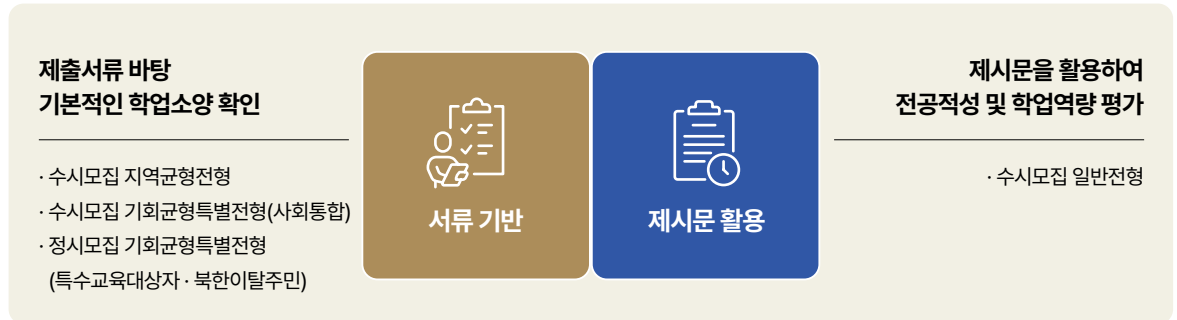 제출서류 바탕
기본적인 학업소양 확인
· 수시모집 지역균형전형
· 수시모집 기회균형특별전형(사회통합)
· 정시모집 기회균형특별전형
(특수교육대상자 · 북한이탈주민)
서류 기반
제시문 활용
제시문을 활용하여
전공적성 및 학업역량 평가
· 수시모집 일반전형